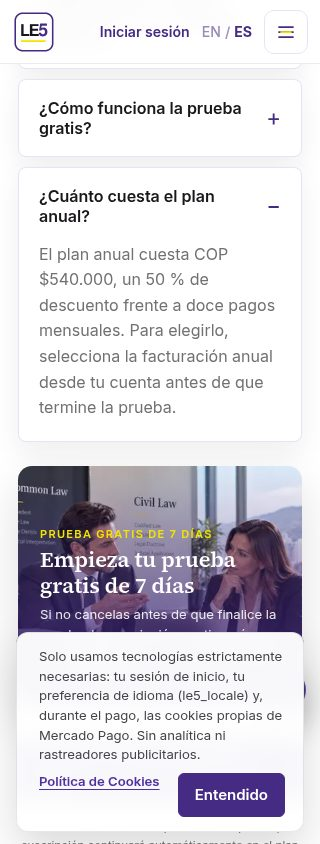 LE5
Iniciar sesión EN / ES
¿Cómo funciona la prueba
gratis?
¿Cuánto cuesta el plan
anual?
El plan anual cuesta COP
$540.000, un 50 % de
descuento frente a doce pagos
mensuales. Para elegirlo,
selecciona la facturación anual
desde tu cuenta antes de que
termine la prueba.
Civil Law
PRUEBA GRATIS DE 7 DÍAS
Empieza tu prueba
gratis de 7 días
Si no cancelas antes de que finalice la
Solo usamos tecnologías estrictamente
necesarias: tu sesión de inicio, tu
preferencia de idioma (le5_locale) y,
durante el pago, las cookies propias de
Mercado Pago. Sin analítica ni
rastreadores publicitarios.
Política de Cookies
Entendido